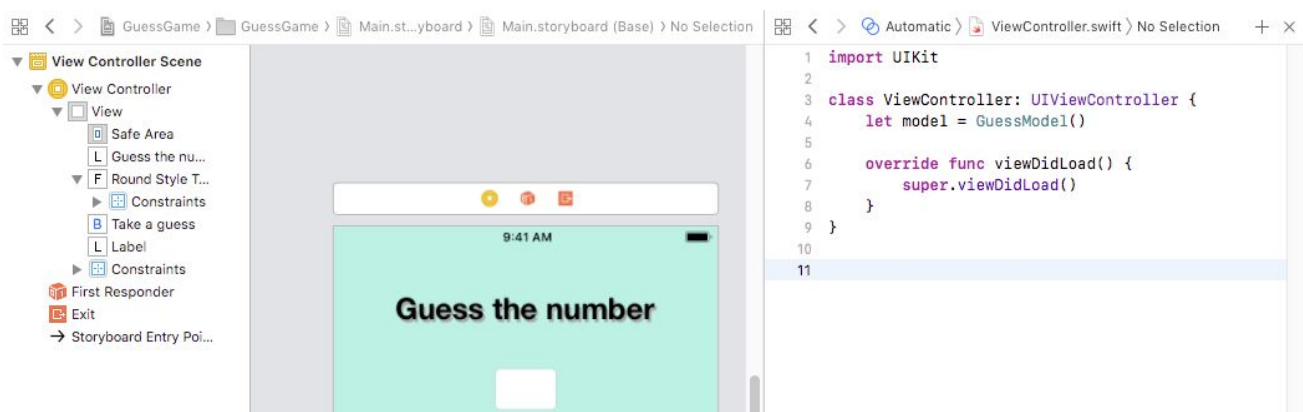 GuessGame 〉 GuessGame 〉 Main.st...yboard 〉 Main.storyboard (Base) 〉 No Selection
Automatic 〉 ViewController.swift 〉 No Selection
View Controller Scene
View Controller
View
Safe Area
L Guess the nu...
F Round Style T...
Constraints
B Take a guess
L Label
Constraints
First Responder
Exit
Storyboard Entry Poi...
9:41 AM
Guess the number
1 import UIKit
2
3 class ViewController: UIViewController {
4 let model = GuessModel()
5
6 override func viewDidLoad() {
7 super.viewDidLoad()
8 }
9 }
10
11